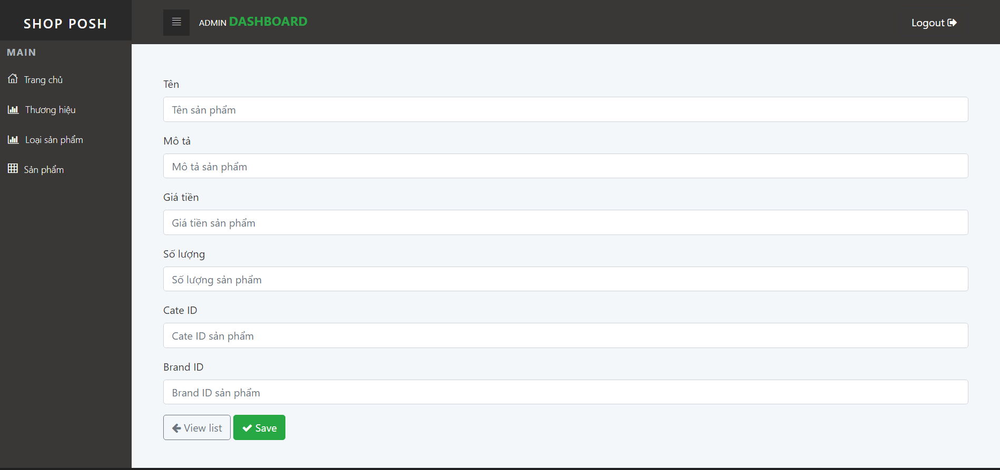 SHOP POSH
ADMIN DASHBOARD
Logout
MAIN
Trang chủ
Thương hiệu
Loại sản phẩm
Sản phẩm
Tên
Tên sản phẩm
Mô tả
Mô tả sản phẩm
Giá tiền
Giá tiền sản phẩm
Số lượng
Số lượng sản phẩm
Cate ID
Cate ID sản phẩm
Brand ID
Brand ID sản phẩm
View list
Save